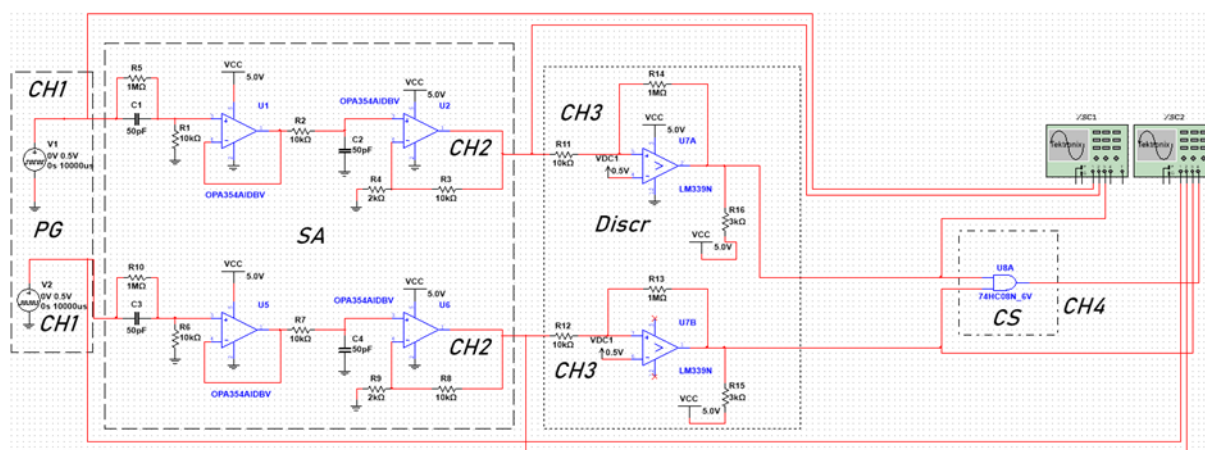 CH1
V1
0V 0.5V
0s 10000us
PG
V2
0V 0.5V
0s 10000us
CH1
R5
1MΩ
C1
50pF
R1
10kΩ
VCC
5.0V
U1
OPA354AIDBV
R2
10kΩ
C2
50pF
OPA354AIDBV
VCC
5.0V
U2
CH2
R4
2kΩ
R3
10kΩ
SA
R10
1MΩ
C3
50pF
R6
10kΩ
VCC
5.0V
U5
OPA354AIDBV
R7
10kΩ
C4
50pF
OPA354AIDBV
VCC
5.0V
U6
CH2
R9
2kΩ
R8
10kΩ
CH3
R11
10kΩ
VDC1
0.5V
R14
1MΩ
VCC
5.0V
U7A
LM339N
R16
3kΩ
VCC
5.0V
Discr
R12
10kΩ
VDC1
0.5V
CH3
R13
1MΩ
U7B
LM339N
R15
3kΩ
VCC
5.0V
U8A
74HC08N_6V
CS
CH4
XSC1
Tektronix
XSC2
Tektronix